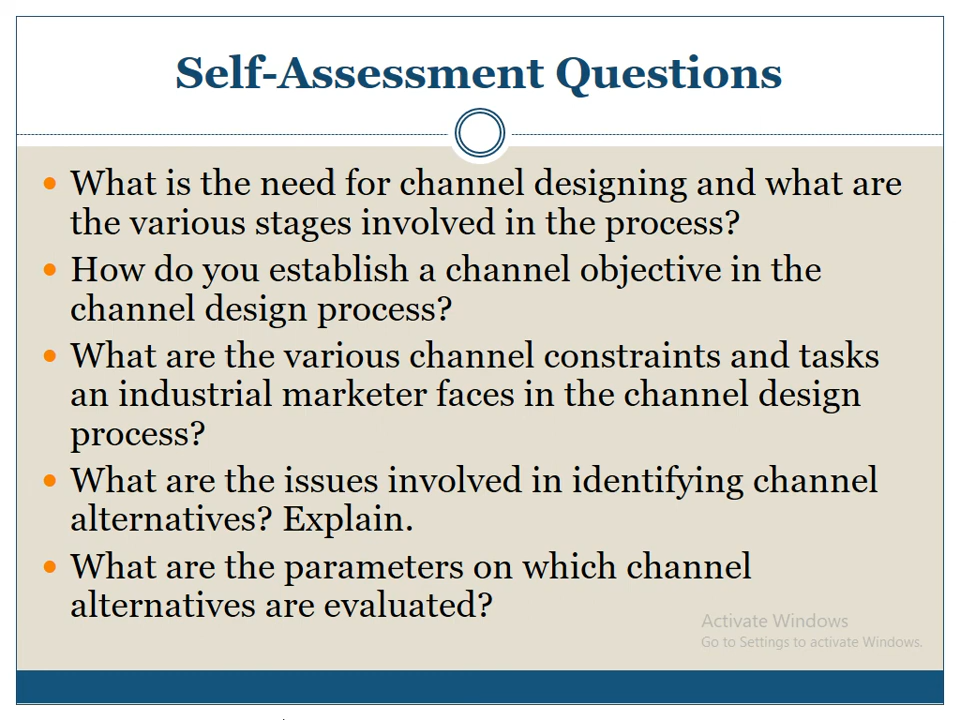 Self-Assessment Questions
What is the need for channel designing and what are
the various stages involved in the process?
How do you establish a channel objective in the
channel design process?
What are the various channel constraints and tasks
an industrial marketer faces in the channel design
process?
What are the issues involved in identifying channel
alternatives? Explain.
What are the parameters on which channel
alternatives are evaluated?
Activate Windows
Go to Settings to activate Windows.